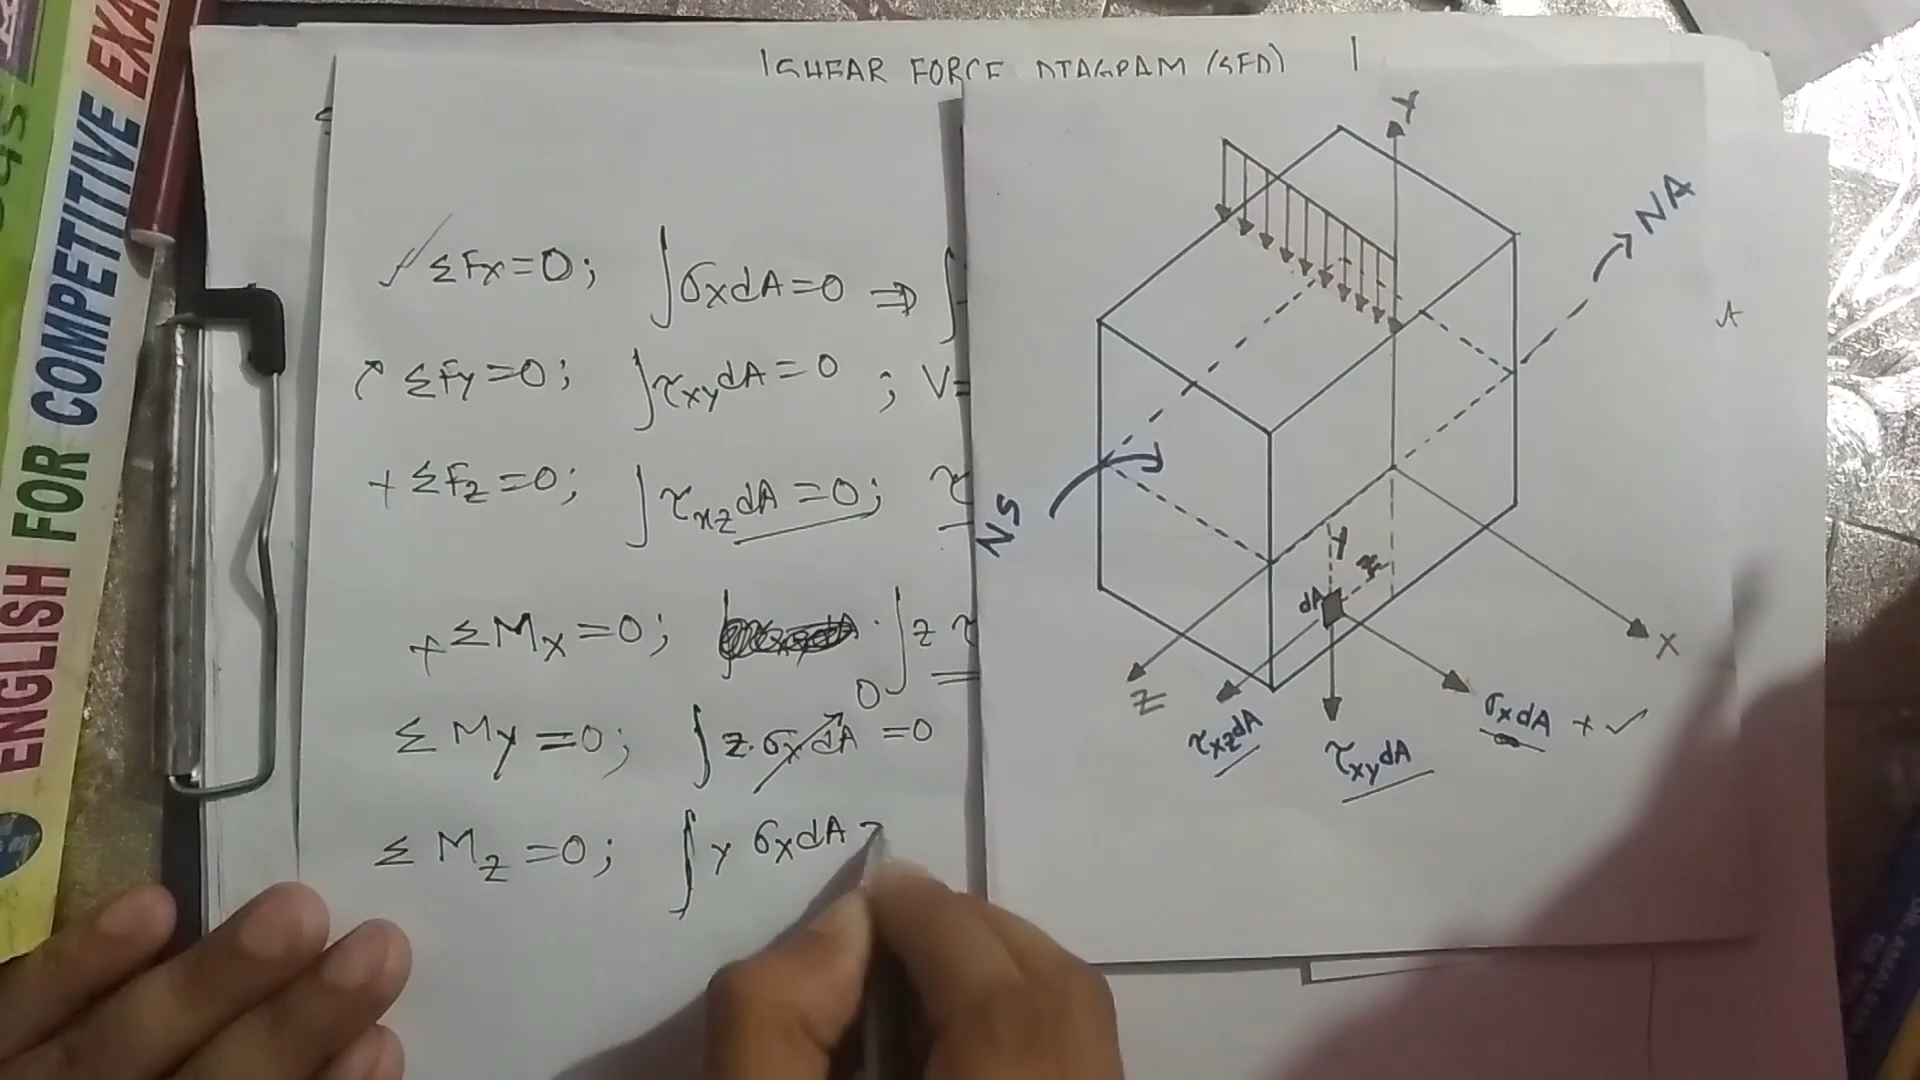 SHEAR FORCE DIAGRAM (SFD)
ΣFx=0; ∫σxdA=0 ⇒ ∫
ΣFy=0; ∫τxydA=0 ; V=
+ ΣFz=0; ∫τxzdA=0; τ
+ ΣMx=0; ∫z τ
ΣMy=0; ∫z.σxdA=0
0
ΣMz=0; ∫y σxdA
Y
NA
NS
Y
dA
X
Z
τxzdA
τxydA
σxdA + ✓
ENGLISH FOR COMPETITIVE EXA